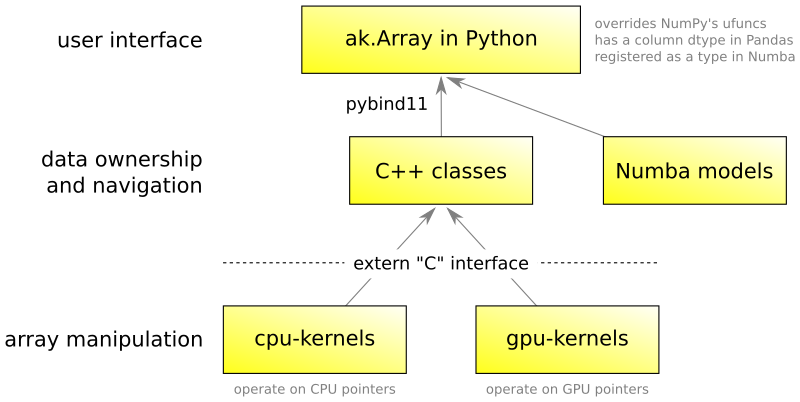 user interface
ak.Array in Python
overrides NumPy's ufuncs
has a column dtype in Pandas
registered as a type in Numba
pybind11
data ownership
and navigation
C++ classes
Numba models
extern "C" interface
array manipulation
cpu-kernels
gpu-kernels
operate on CPU pointers
operate on GPU pointers